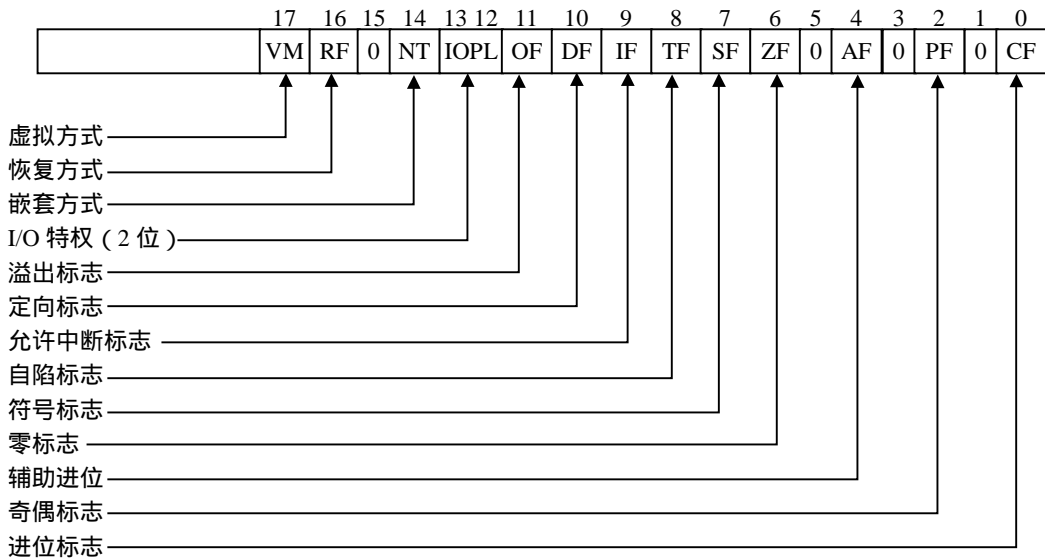 17 16 15 14 13 12 11 10 9 8 7 6 5 4 3 2 1 0
VM RF 0 NT IOPL OF DF IF TF SF ZF 0 AF 0 PF 0 CF
虚拟方式
恢复方式
嵌套方式
I/O 特权（2 位）
溢出标志
定向标志
允许中断标志
自陷标志
符号标志
零标志
辅助进位
奇偶标志
进位标志